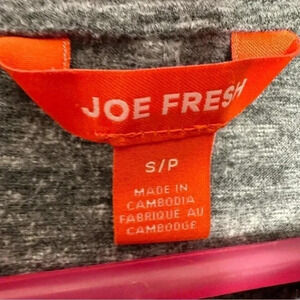 JOE FRESH
S/P
MADE IN
CAMBODIA
FABRIQUE AU
CAMBODGE